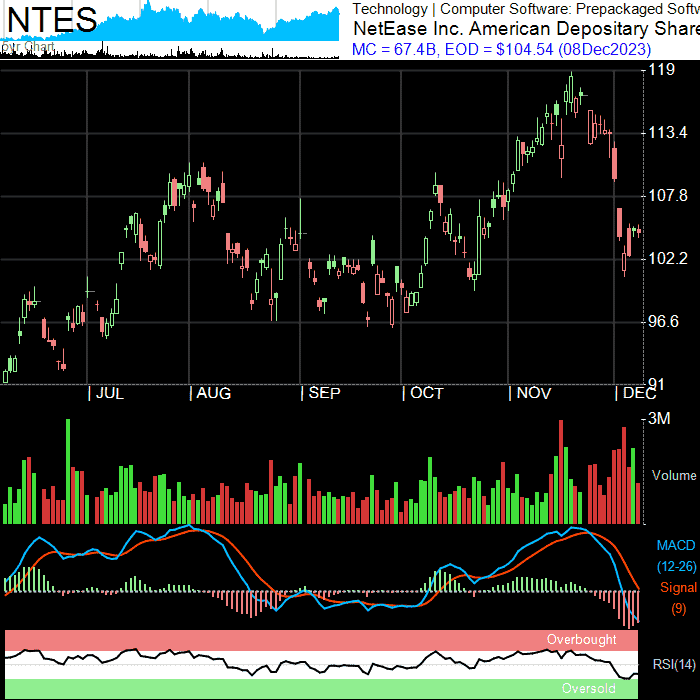 NTES
Technology | Computer Software: Prepackaged Softw
NetEase Inc. American Depositary Share
MC = 67.4B, EOD = $104.54 (08Dec2023)
119
113.4
107.8
102.2
96.6
91
| JUL | AUG | SEP | OCT | NOV | DEC
3M
Volume
MACD
(12-26)
Signal
(9)
Overbought
RSI(14)
Oversold